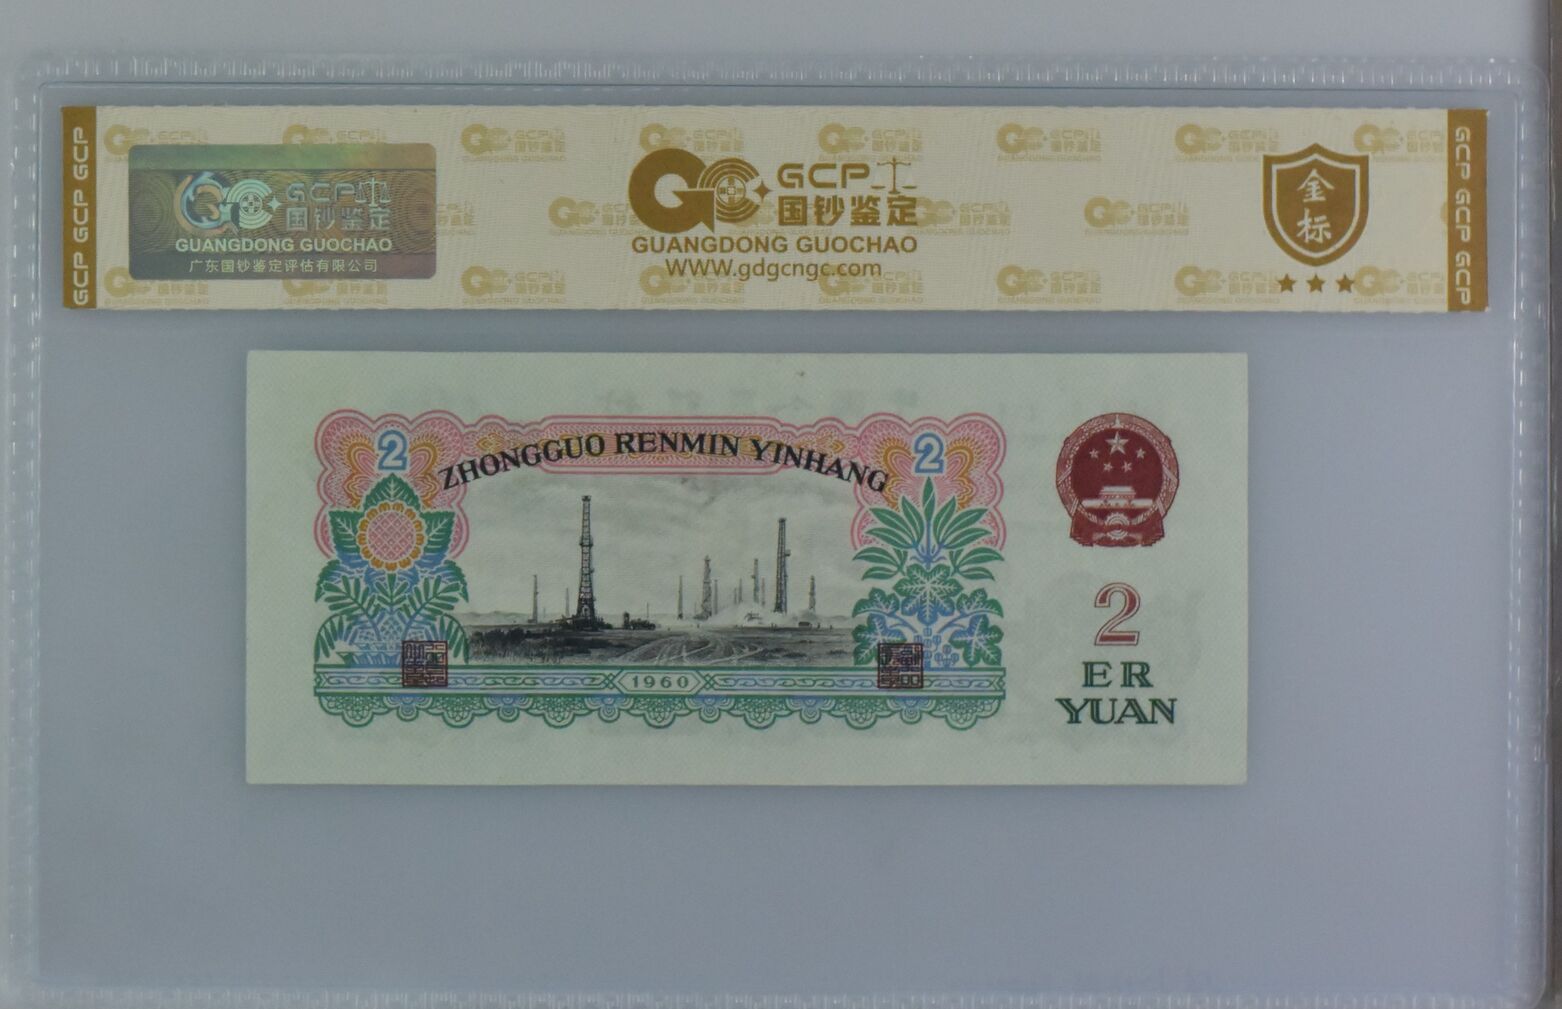 GCP GCP GCP
GCP
国钞鉴定
GUANGDONG GUOCHAO
广东国钞鉴定评估有限公司
GCP
国钞鉴定
GUANGDONG GUOCHAO
WWW.gdgcngc.com
金标
GCP GCP GCP
2
ZHONGGUO RENMIN YINHANG
2
1960
2
ER
YUAN